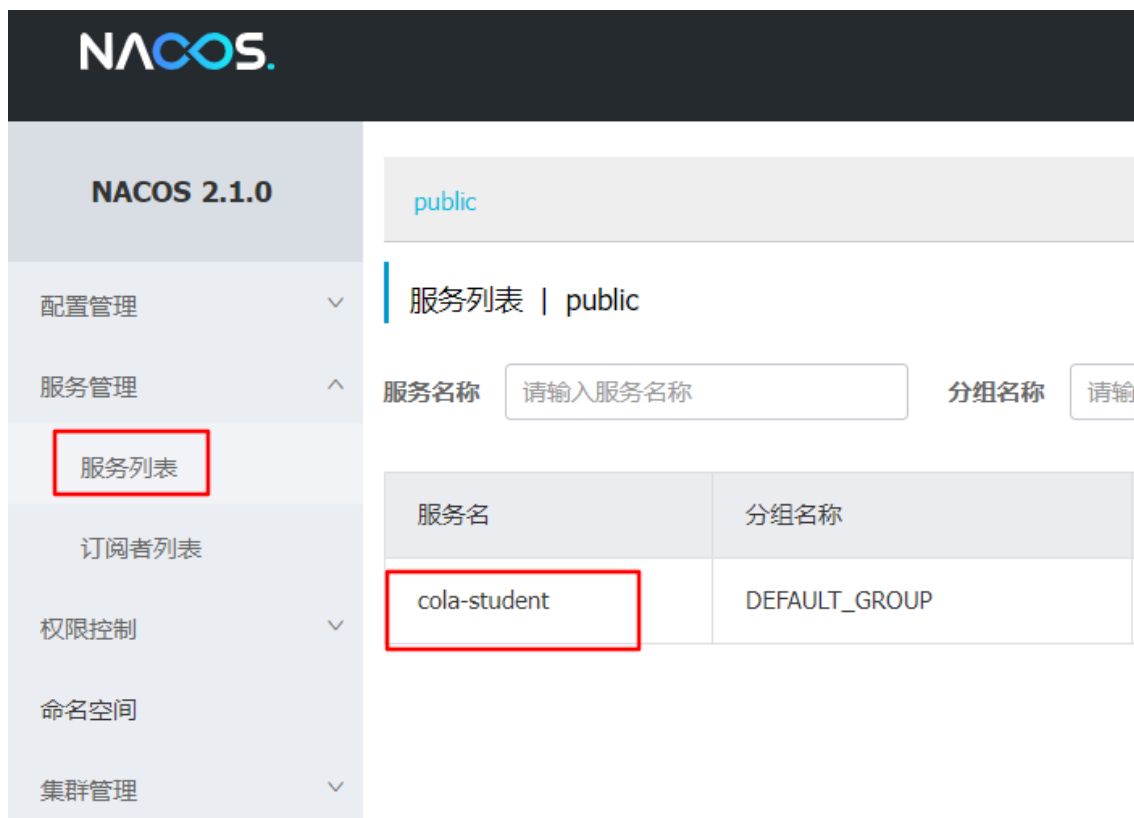 NACOS.
NACOS 2.1.0
public
配置管理
服务列表 | public
服务管理
服务名称 请输入服务名称 分组名称 请输
服务列表
服务名 分组名称
订阅者列表
cola-student DEFAULT_GROUP
权限控制
命名空间
集群管理